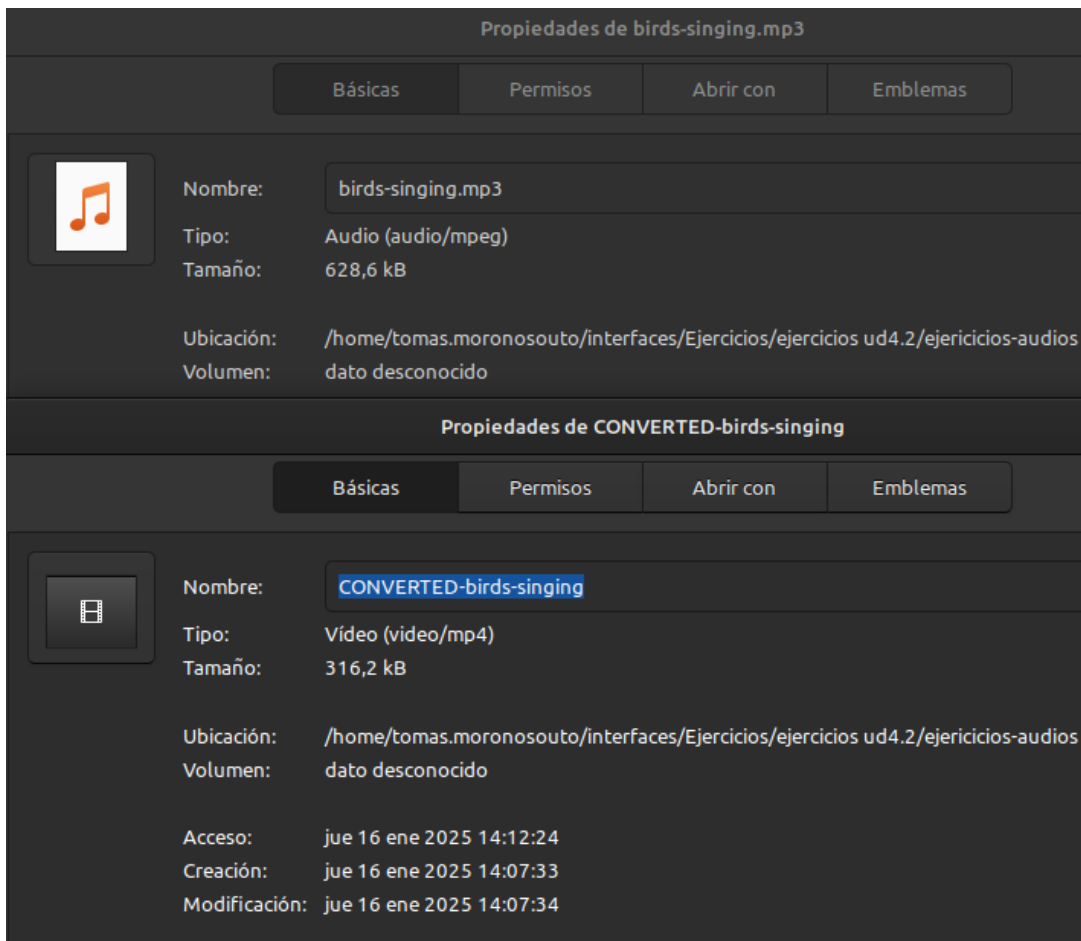 Propiedades de birds-singing.mp3
Básicas Permisos Abrir con Emblemas
Nombre: birds-singing.mp3
Tipo: Audio (audio/mpeg)
Tamaño: 628,6 kB
Ubicación: /home/tomas.moronosouto/interfaces/Ejercicios/ejercicios ud4.2/ejericicios-audios
Volumen: dato desconocido
Propiedades de CONVERTED-birds-singing
Básicas Permisos Abrir con Emblemas
Nombre: CONVERTED-birds-singing
Tipo: Vídeo (video/mp4)
Tamaño: 316,2 kB
Ubicación: /home/tomas.moronosouto/interfaces/Ejercicios/ejercicios ud4.2/ejericicios-audios
Volumen: dato desconocido
Acceso: jue 16 ene 2025 14:12:24
Creación: jue 16 ene 2025 14:07:33
Modificación: jue 16 ene 2025 14:07:34